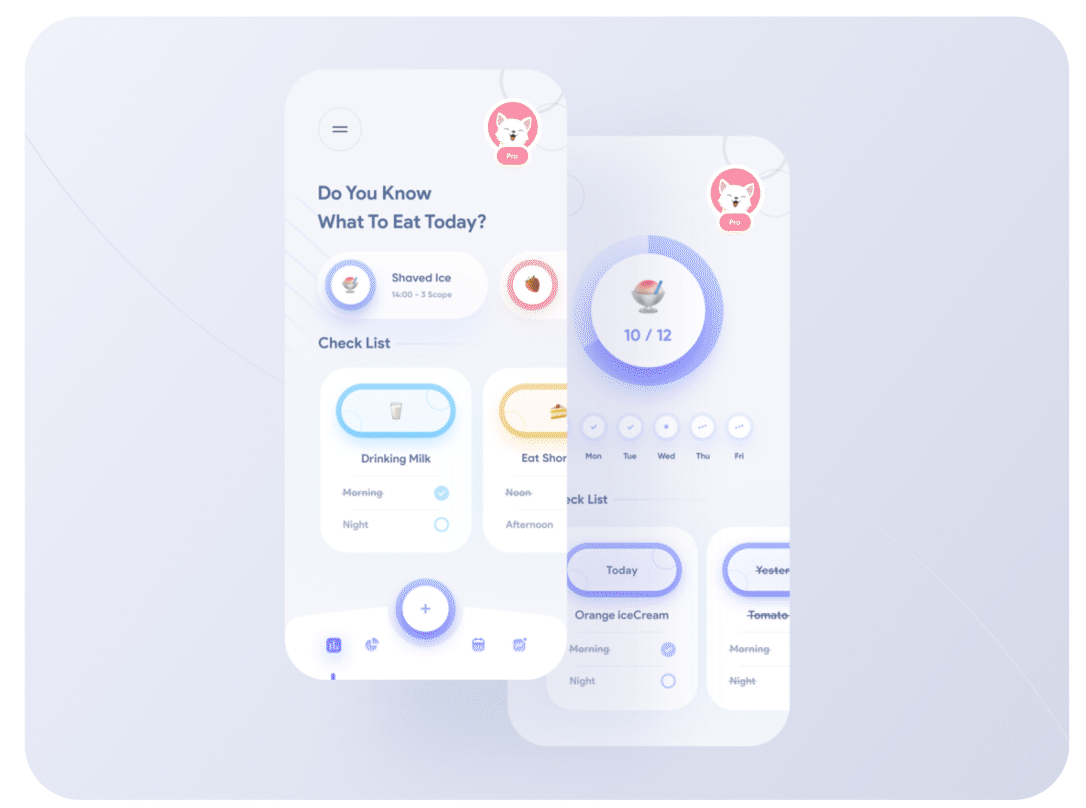 Pro
Do You Know
What To Eat Today?
Shaved Ice
14:00 - 3 Scope
Check List
Drinking Milk
Morning
Night
Eat Shor
Noon
Afternoon
Pro
10 / 12
Mon Tue Wed Thu Fri
eck List
Today
Orange iceCream
Morning
Night
Yester
Tomato
Morning
Night